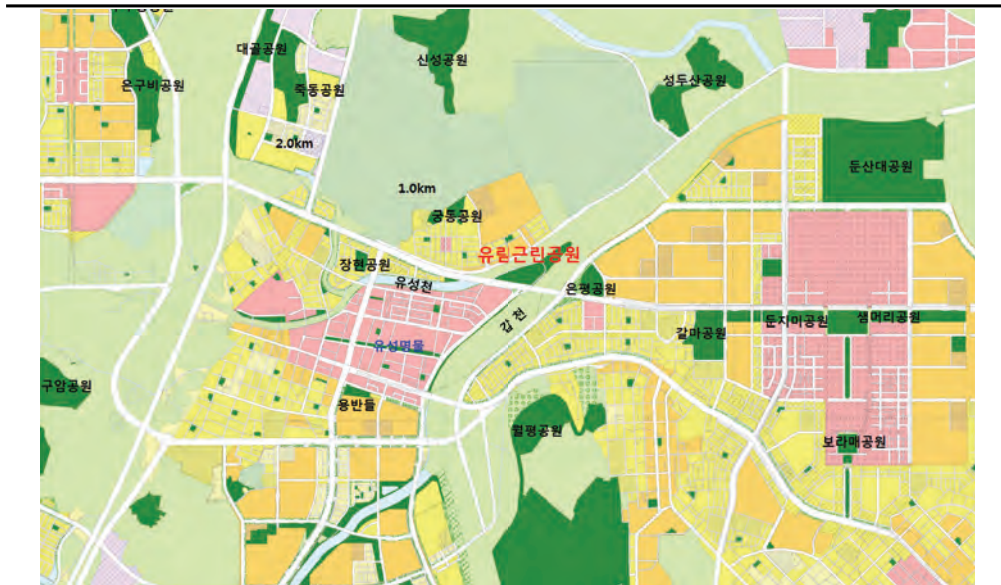 대골공원
신성공원
성두산공원
은구비공원
죽동공원
2.0km
둔산대공원
1.0km
궁동공원
유림근린공원
장현공원
유성천
은평공원
갑천
둔지미공원
샘머리공원
갈마공원
유성명물
구암공원
용반들
월평공원
보라매공원